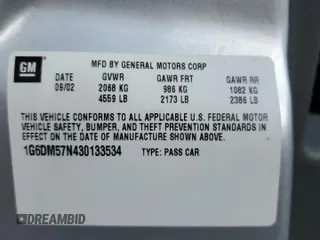 GM
MFD BY GENERAL MOTORS CORP
DATE GVWR GAWR FRT GAWR RR
09/02 2068 KG 986 KG 1082 KG
4559 LB 2173 LB 2386 LB
THIS VEHICLE CONFORMS TO ALL APPLICABLE U.S. FEDERAL MOTOR
VEHICLE SAFETY, BUMPER, AND THEFT PREVENTION STANDARDS IN
EFFECT ON THE DATE OF MANUFACTURE SHOWN ABOVE.
1G6DM57N430133534 TYPE: PASS CAR
DREAMBID